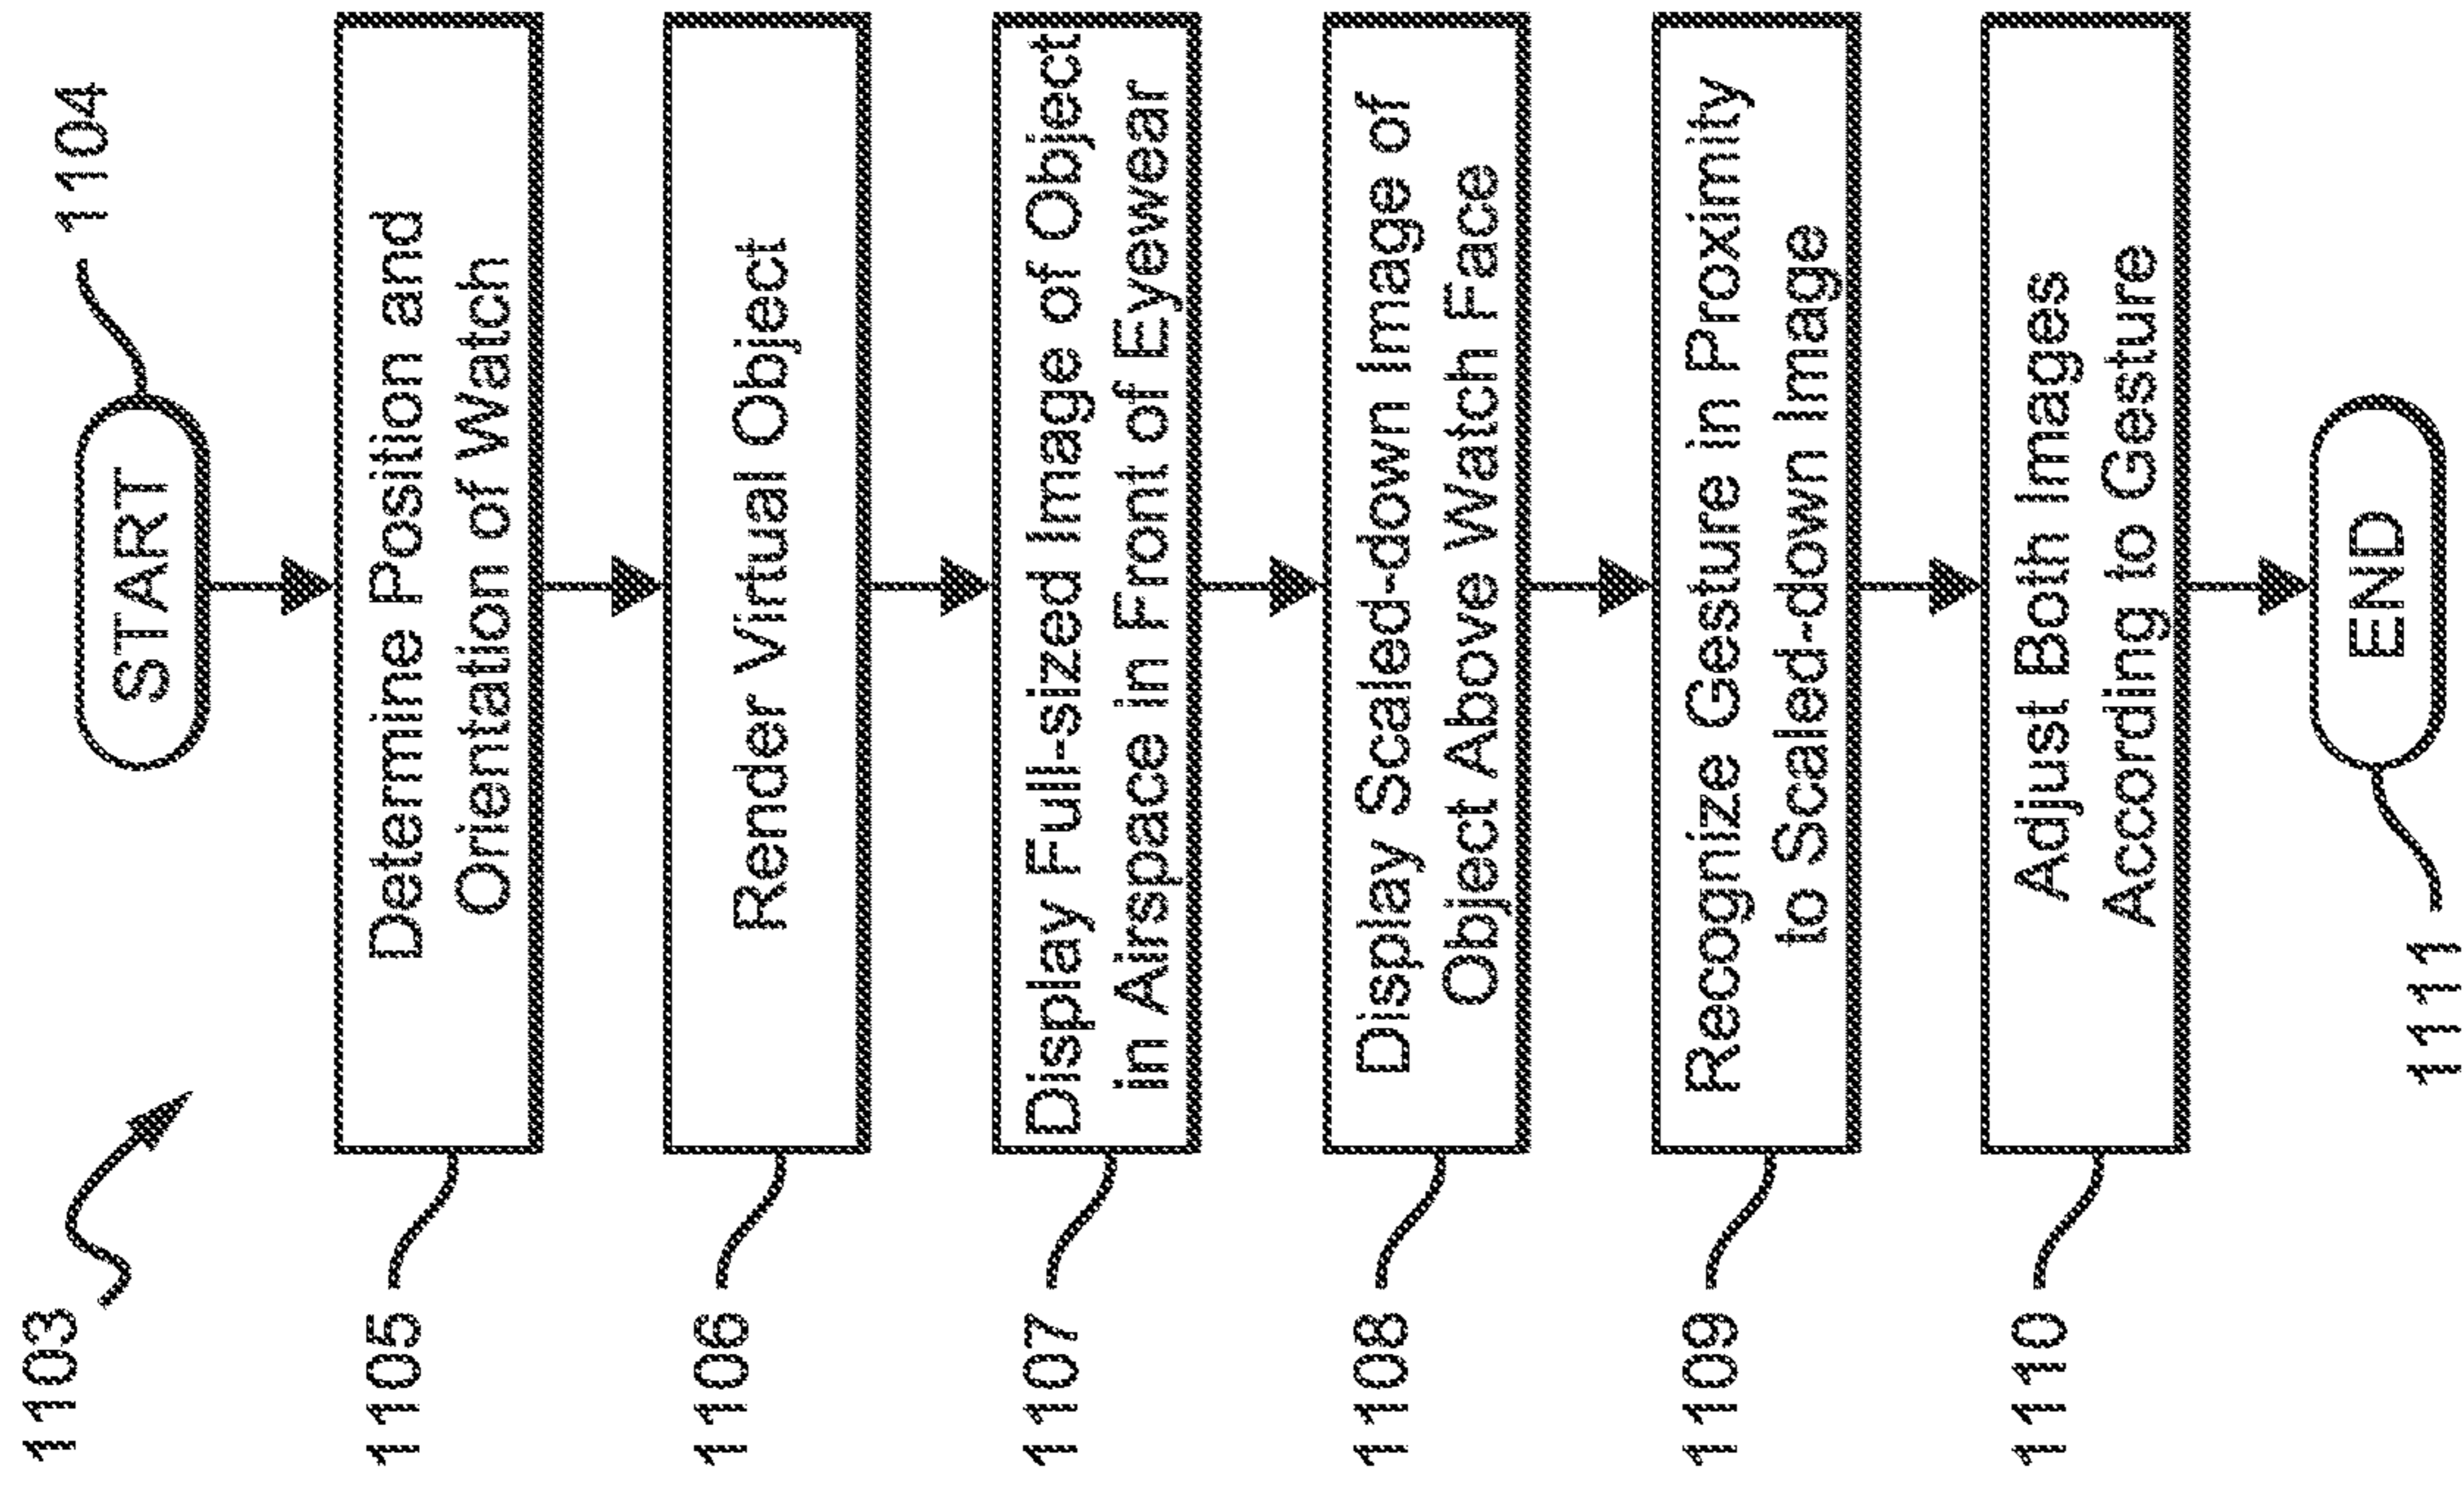 1103
START
1104
1105
Determine Position and
Orientation of Watch
1106
Render Virtual Object
1107
Display Full-sized Image of Object
in Airspace in Front of Eyewear
1108
Display Scaled-down Image of
Object Above Watch Face
1109
Recognize Gesture in Proximity
to Scaled-down Image
1110
Adjust Both Images
According to Gesture
END
1111